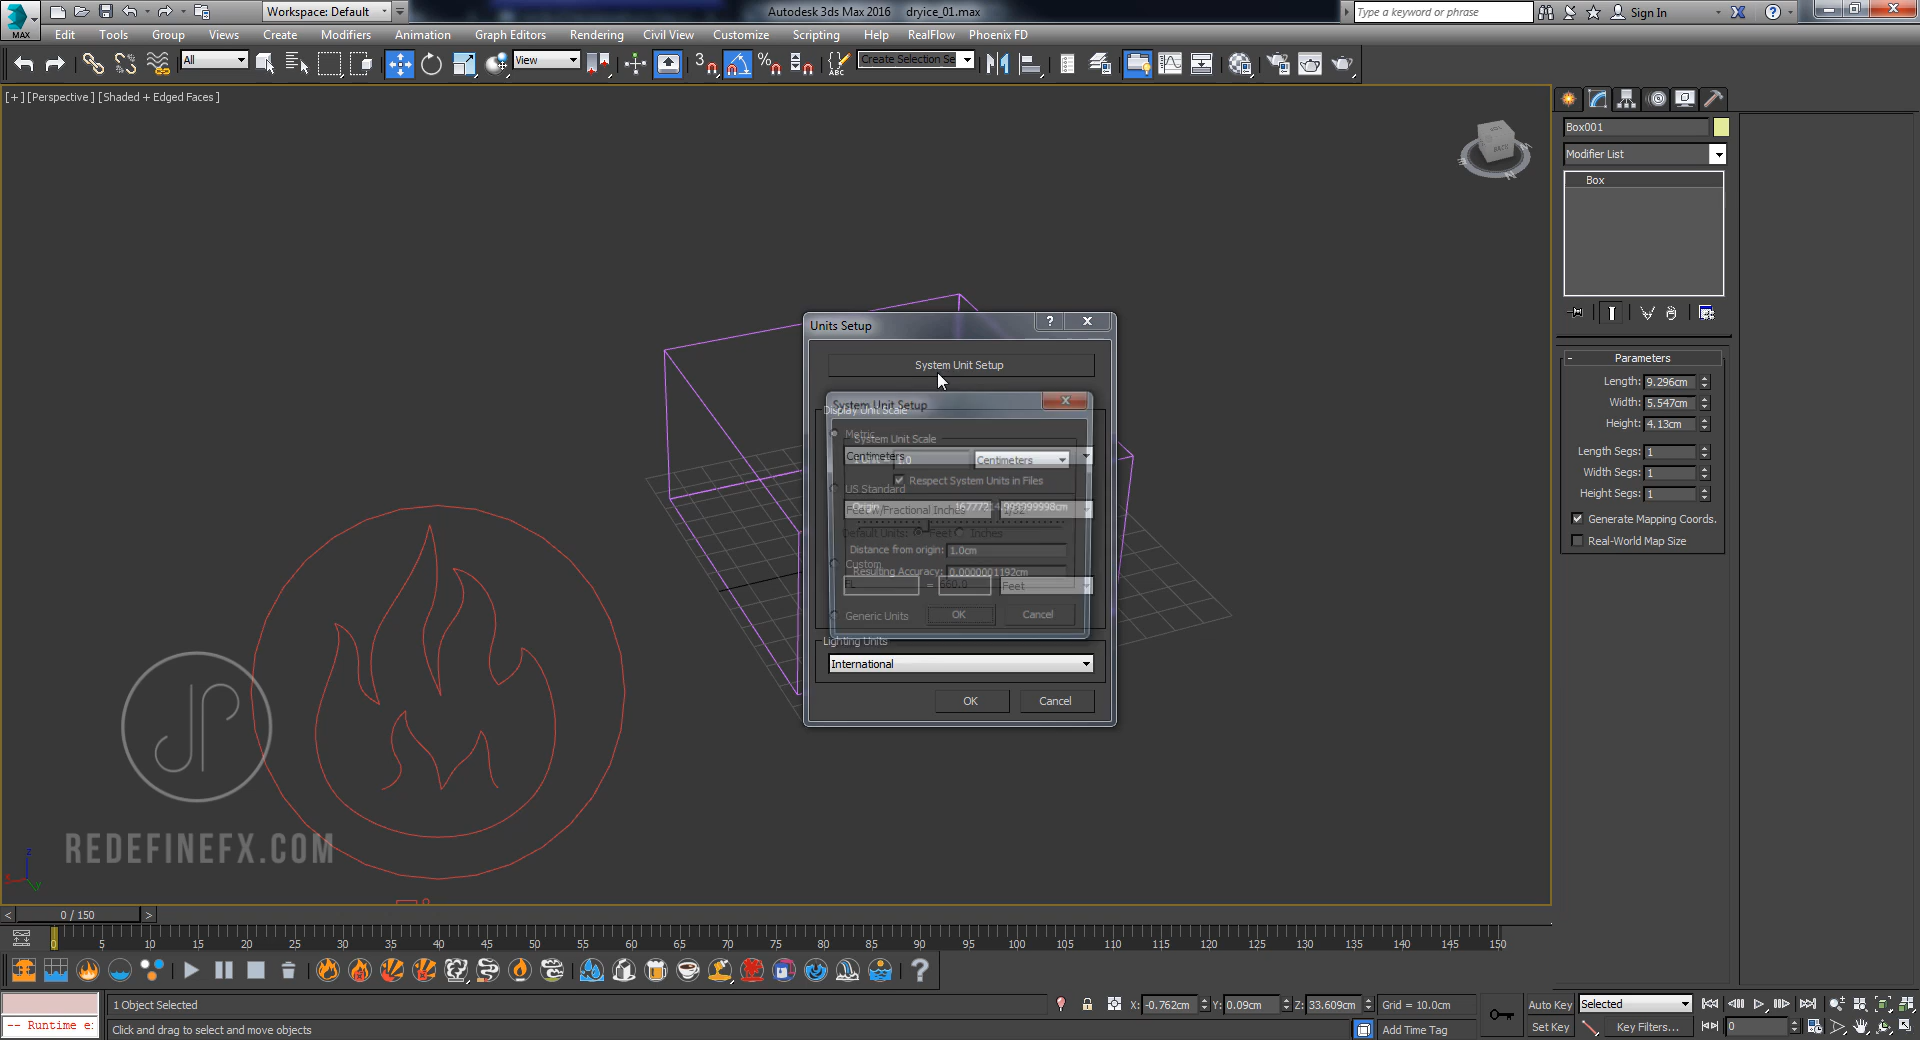 Workspace: Default
Autodesk 3ds Max 2016
dryice_01.max
Type a keyword or phrase
Sign In
MAX
Edit
Tools
Group
Views
Create
Modifiers
Animation
Graph Editors
Rendering
Civil View
Customize
Scripting
Help
RealFlow
Phoenix FD
All
View
3
ABC
Create Selection Se
[+] [Perspective ] [Shaded + Edged Faces ]
Box001
Modifier List
Box
Parameters
Length: 9.296cm
Width: 5.547cm
Height: 4.13cm
Length Segs: 1
Width Segs: 1
Height Segs: 1
Generate Mapping Coords.
Real-World Map Size
Units Setup
System Unit Setup
System Unit Setup
Display Unit Scale
Metric
System Unit Scale
Centimeters
1.0
Centimeters
Respect System Units in Files
US Standard
Origin
Feet w/Fractional Inches
1/32
Default Units:
Feet
Inches
Distance from origin: 1.0cm
Custom
Resulting Accuracy: 0.0000001192cm
FL
=
660.0
Feet
Generic Units
OK
Cancel
Lighting Units
International
OK
Cancel
REDEFINEFX.COM
z
x
y
< 0 / 150 >
0 5 10 15 20 25 30 35 40 45 50 55 60 65 70 75 80 85 90 95 100 105 110 115 120 125 130 135 140 145 150
1 Object Selected
X: -0.762cm
Y: 0.09cm
Z: 33.609cm
Grid = 10.0cm
Auto Key
Selected
-- Runtime e:
Click and drag to select and move objects
Add Time Tag
Set Key
Key Filters...
0